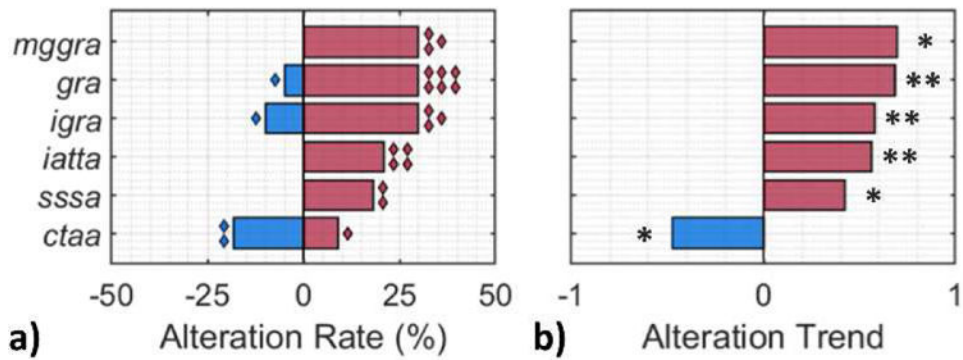 mggra *
gra **
igra **
iatta **
sssa *
ctaa *
-50 -25 0 25 50 -1 0 1
a) Alteration Rate (%) b) Alteration Trend